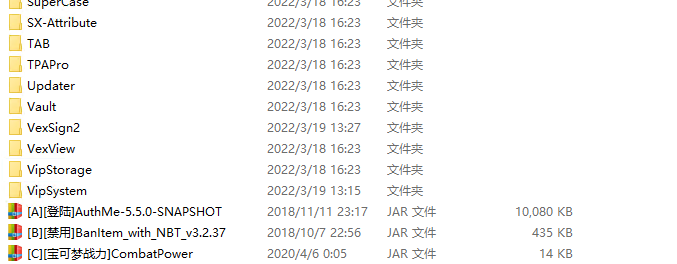 SuperCase 2022/3/18 16:23 文件夹
SX-Attribute 2022/3/18 16:23 文件夹
TAB 2022/3/18 16:23 文件夹
TPAPro 2022/3/18 16:23 文件夹
Updater 2022/3/18 16:23 文件夹
Vault 2022/3/18 16:23 文件夹
VexSign2 2022/3/19 13:27 文件夹
VexView 2022/3/18 16:23 文件夹
VipStorage 2022/3/18 16:23 文件夹
VipSystem 2022/3/19 13:15 文件夹
[A][登陆]AuthMe-5.5.0-SNAPSHOT 2018/11/11 23:17 JAR 文件 10,080 KB
[B][禁用]BanItem_with_NBT_v3.2.37 2018/10/7 22:56 JAR 文件 435 KB
[C][宝可梦战力]CombatPower 2020/4/6 0:05 JAR 文件 14 KB